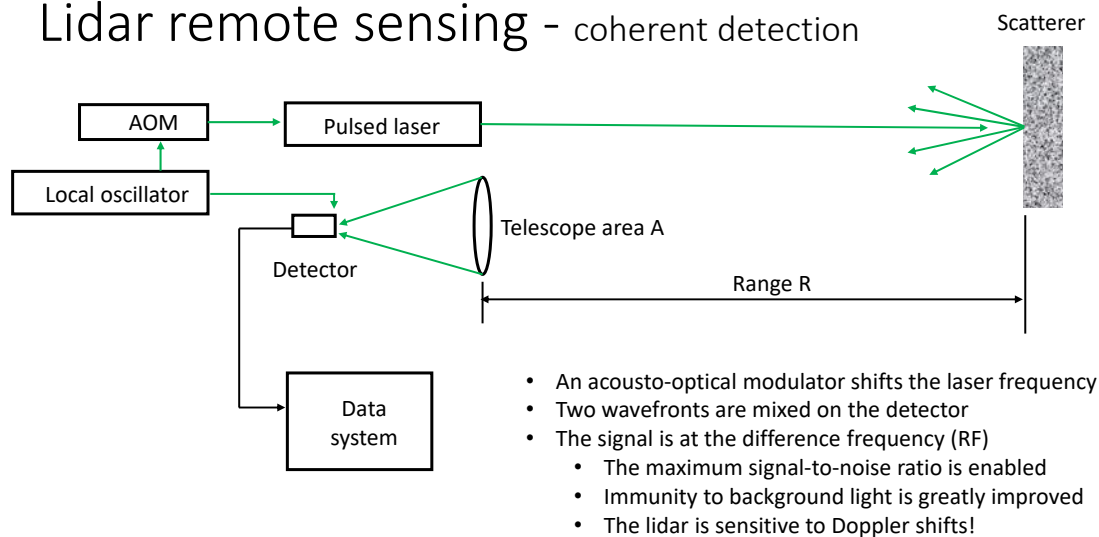 Lidar remote sensing - coherent detection
Scatterer
AOM
Pulsed laser
Local oscillator
Telescope area A
Detector
Range R
Data
system
• An acousto-optical modulator shifts the laser frequency
• Two wavefronts are mixed on the detector
• The signal is at the difference frequency (RF)
• The maximum signal-to-noise ratio is enabled
• Immunity to background light is greatly improved
• The lidar is sensitive to Doppler shifts!